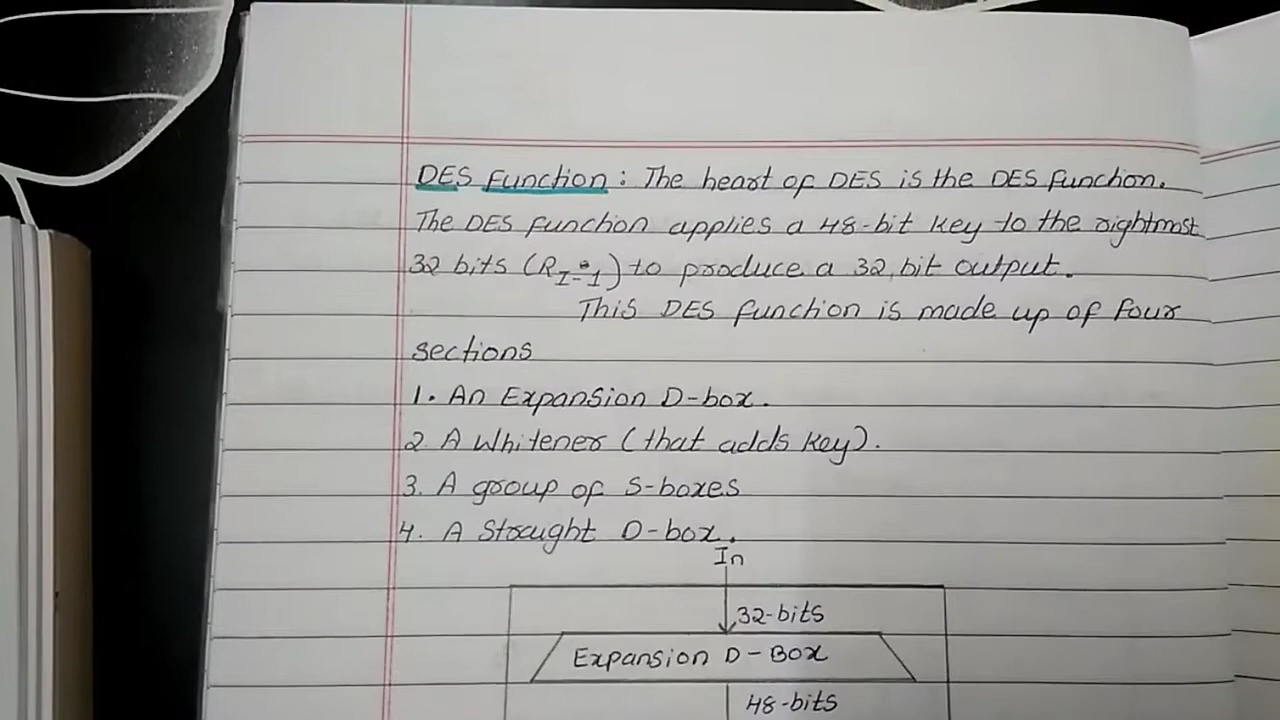 DES Function: The heart of DES is the DES function.
The DES function applies a 48-bit key to the rightmost
32 bits (R_I-1) to produce a 32 bit output.
This DES function is made up of four
sections
1. An Expansion D-box.
2. A Whitener (that adds key).
3. A group of S-boxes
4. A Straught D-box.
In
32-bits
Expansion D-Box
48-bits